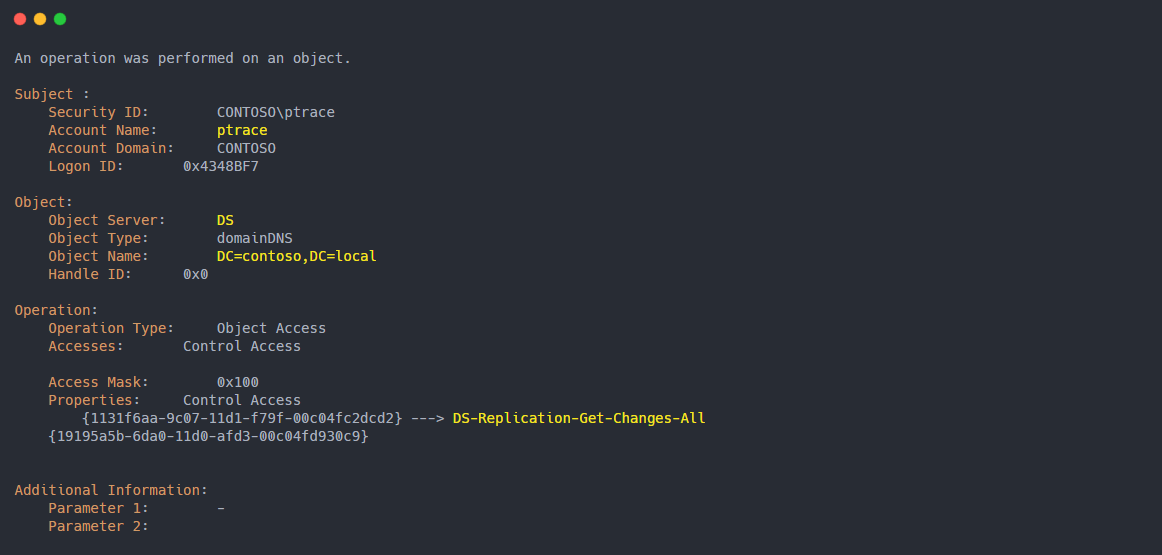 An operation was performed on an object.
Subject :
Security ID: CONTOSO\ptrace
Account Name: ptrace
Account Domain: CONTOSO
Logon ID: 0x4348BF7
Object:
Object Server: DS
Object Type: domainDNS
Object Name: DC=contoso,DC=local
Handle ID: 0x0
Operation:
Operation Type: Object Access
Accesses: Control Access
Access Mask: 0x100
Properties: Control Access
{1131f6aa-9c07-11d1-f79f-00c04fc2dcd2} ---> DS-Replication-Get-Changes-All
{19195a5b-6da0-11d0-afd3-00c04fd930c9}
Additional Information:
Parameter 1: -
Parameter 2: